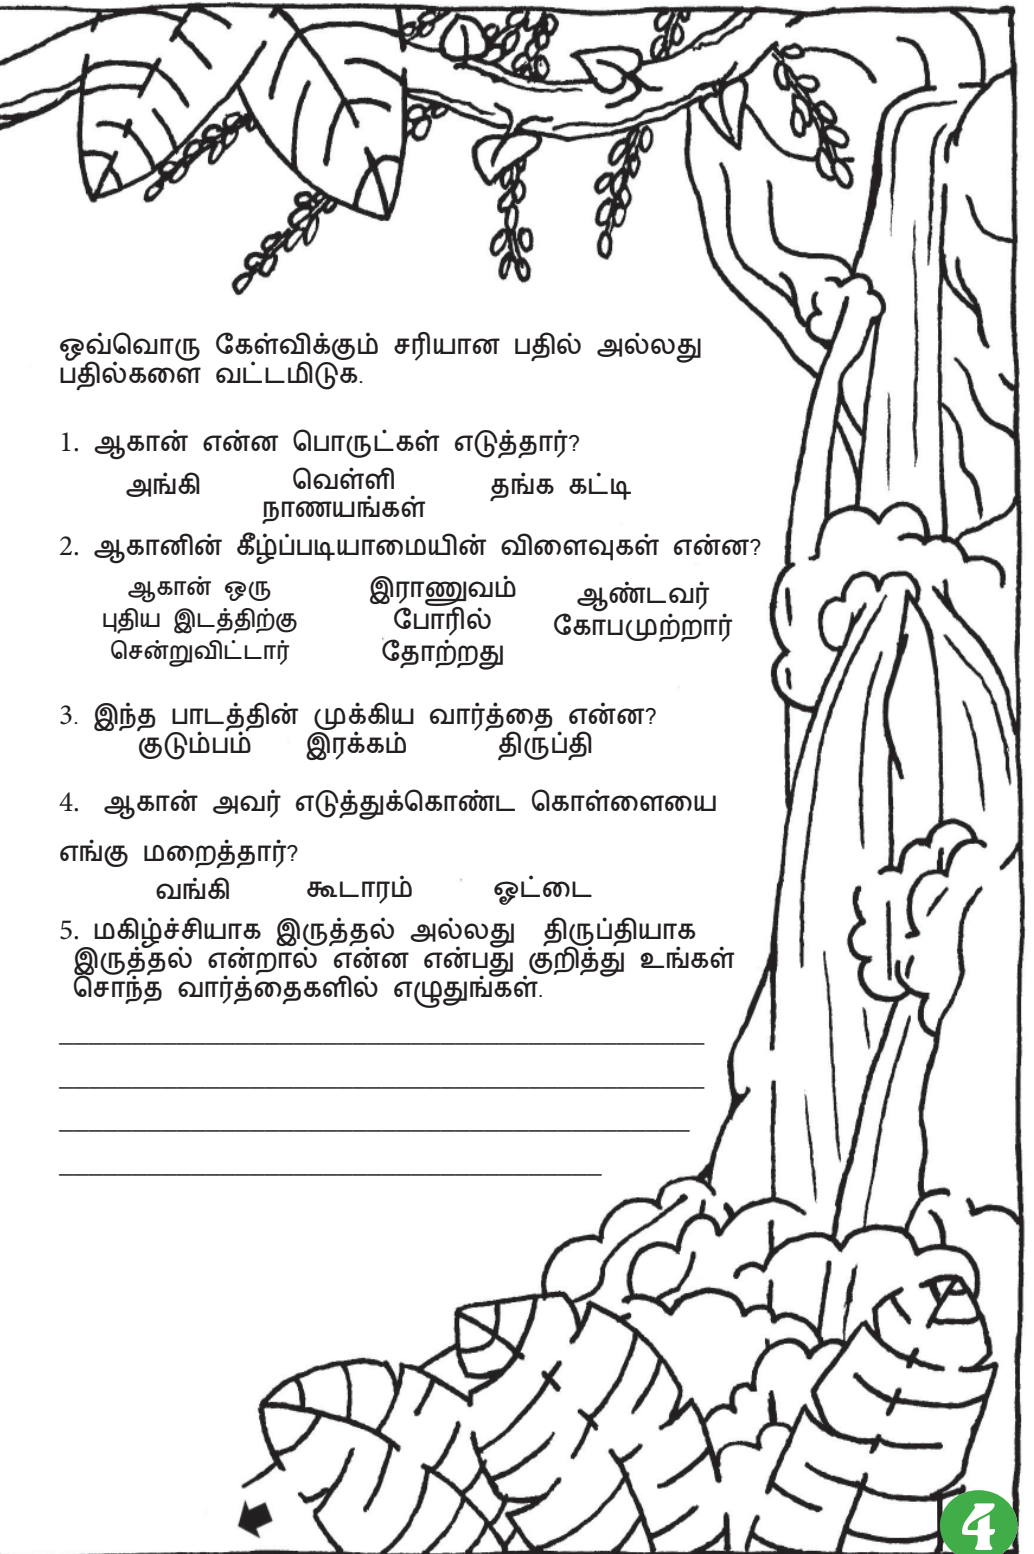 ஒவ்வொரு கேள்விக்கும் சரியான பதில் அல்லது
பதில்களை வட்டமிடுக.
1. ஆகான் என்ன பொருட்கள் எடுத்தார்?
அங்கி வெள்ளி நாணயங்கள் தங்க கட்டி
2. ஆகானின் கீழ்ப்படியாமையின் விளைவுகள் என்ன?
ஆகான் ஒரு இராணுவம் ஆண்டவர்
புதிய இடத்திற்கு போரில் கோபமுற்றார்
சென்றுவிட்டார் தோற்றது
3. இந்த பாடத்தின் முக்கிய வார்த்தை என்ன?
குடும்பம் இரக்கம் திருப்தி
4. ஆகான் அவர் எடுத்துக்கொண்ட கொள்ளையை
எங்கு மறைத்தார்?
வங்கி கூடாரம் ஓட்டை
5. மகிழ்ச்சியாக இருத்தல் அல்லது திருப்தியாக
இருத்தல் என்றால் என்ன என்பது குறித்து உங்கள்
சொந்த வார்த்தைகளில் எழுதுங்கள்.
4